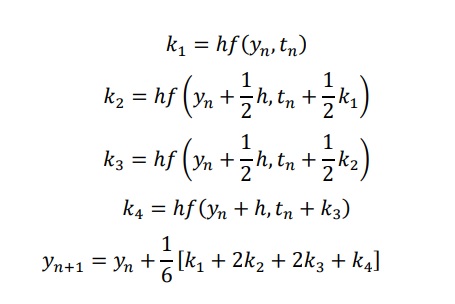 k₁ = hf(yₙ, tₙ)
k₂ = hf(yₙ + ½h, tₙ + ½k₁)
k₃ = hf(yₙ + ½h, tₙ + ½k₂)
k₄ = hf(yₙ + h, tₙ + k₃)
yₙ₊₁ = yₙ + ⅙[k₁ + 2k₂ + 2k₃ + k₄]